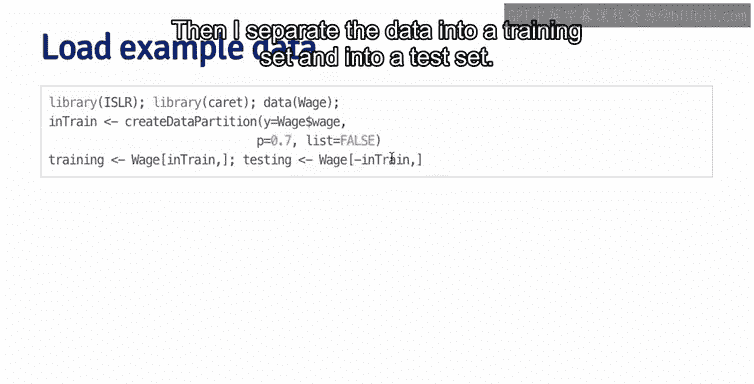 Then I separate the data into a training
set and into a test set.
Load example data
library(ISLR); library(caret); data(Wage);
inTrain <- createDataPartition(y=Wage$wage,
p=0.7, list=FALSE)
training <- Wage[inTrain,]; testing <- Wage[-inTrain,]